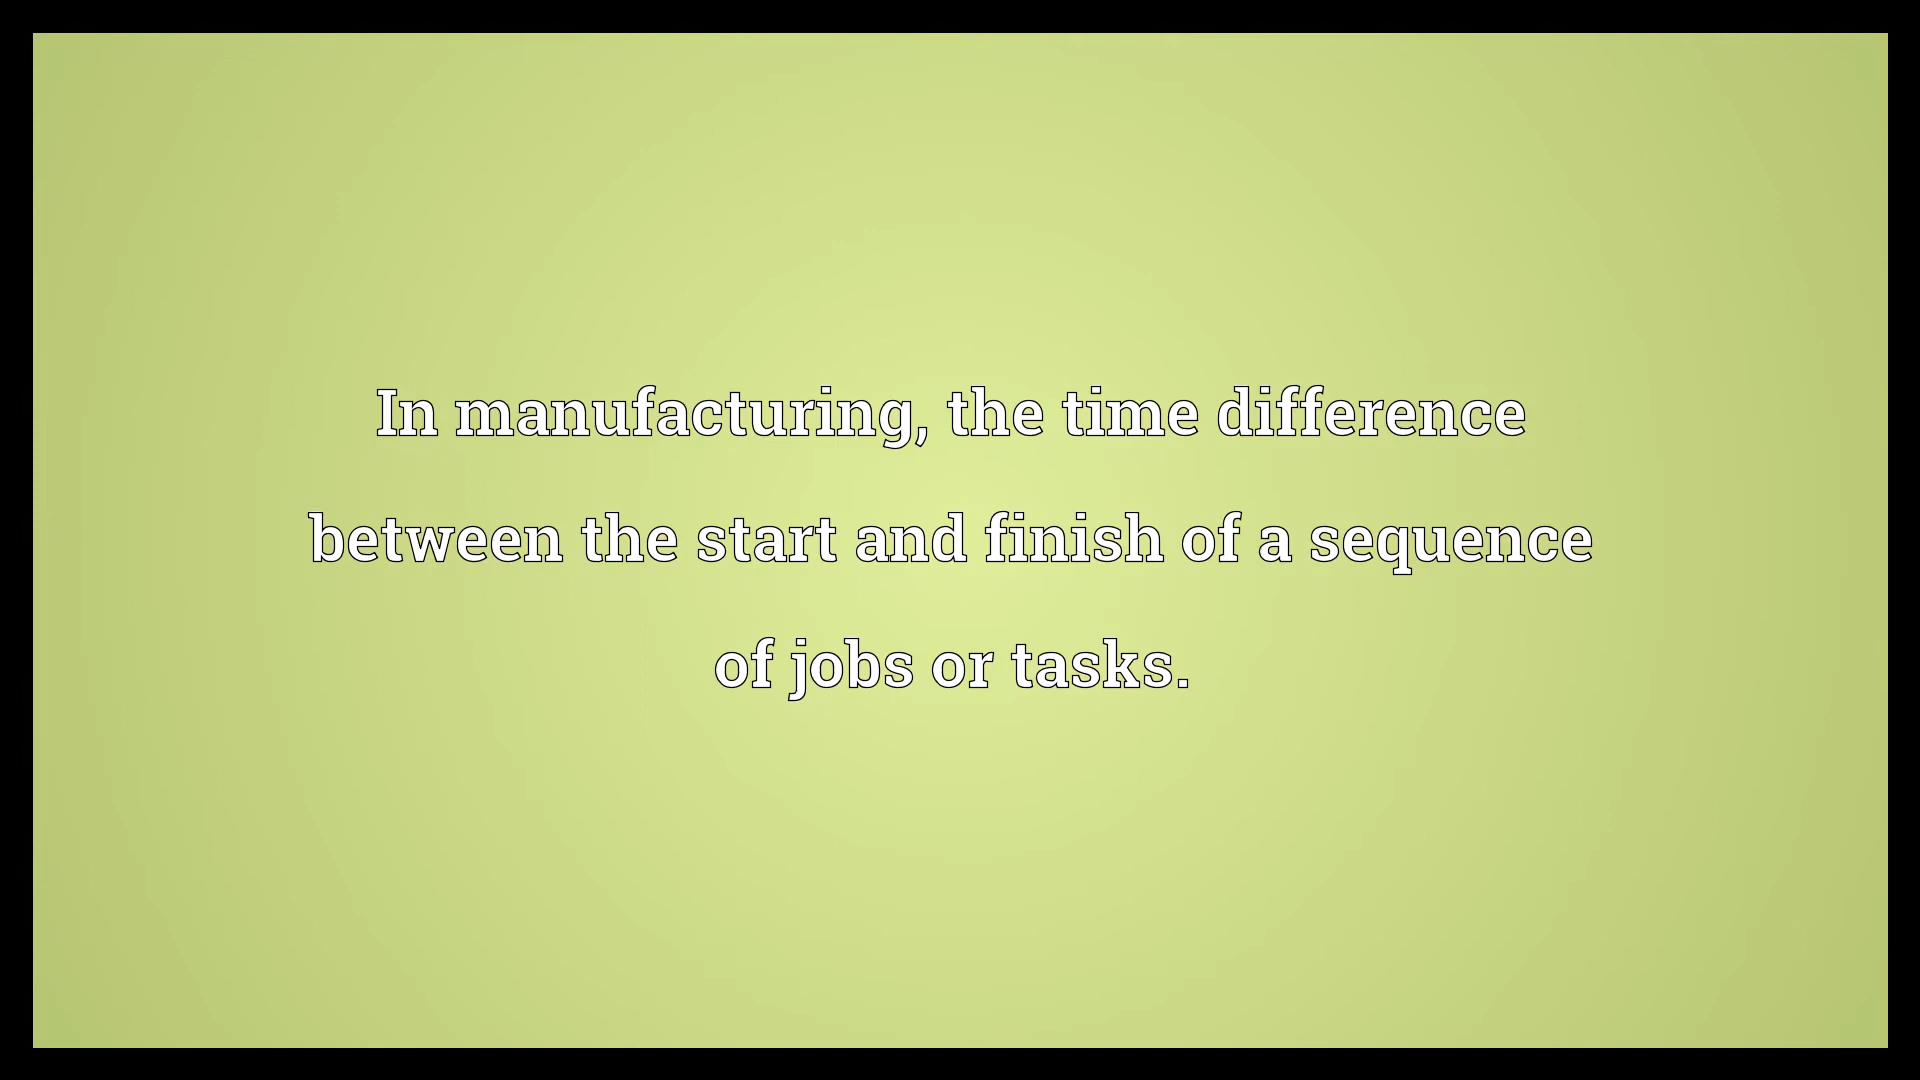 In manufacturing, the time difference
between the start and finish of a sequence
of jobs or tasks.